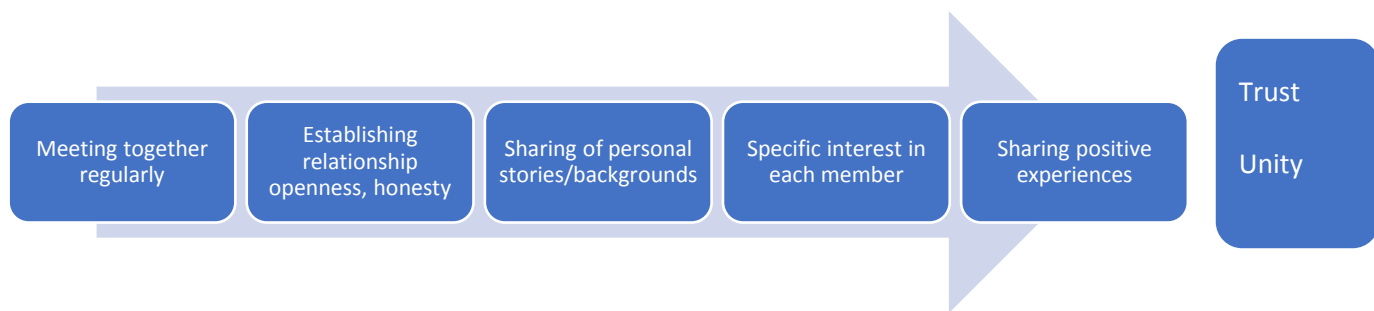 Meeting together
regularly
Establishing
relationship
openness, honesty
Sharing of personal
stories/backgrounds
Specific interest in
each member
Sharing positive
experiences
Trust
Unity